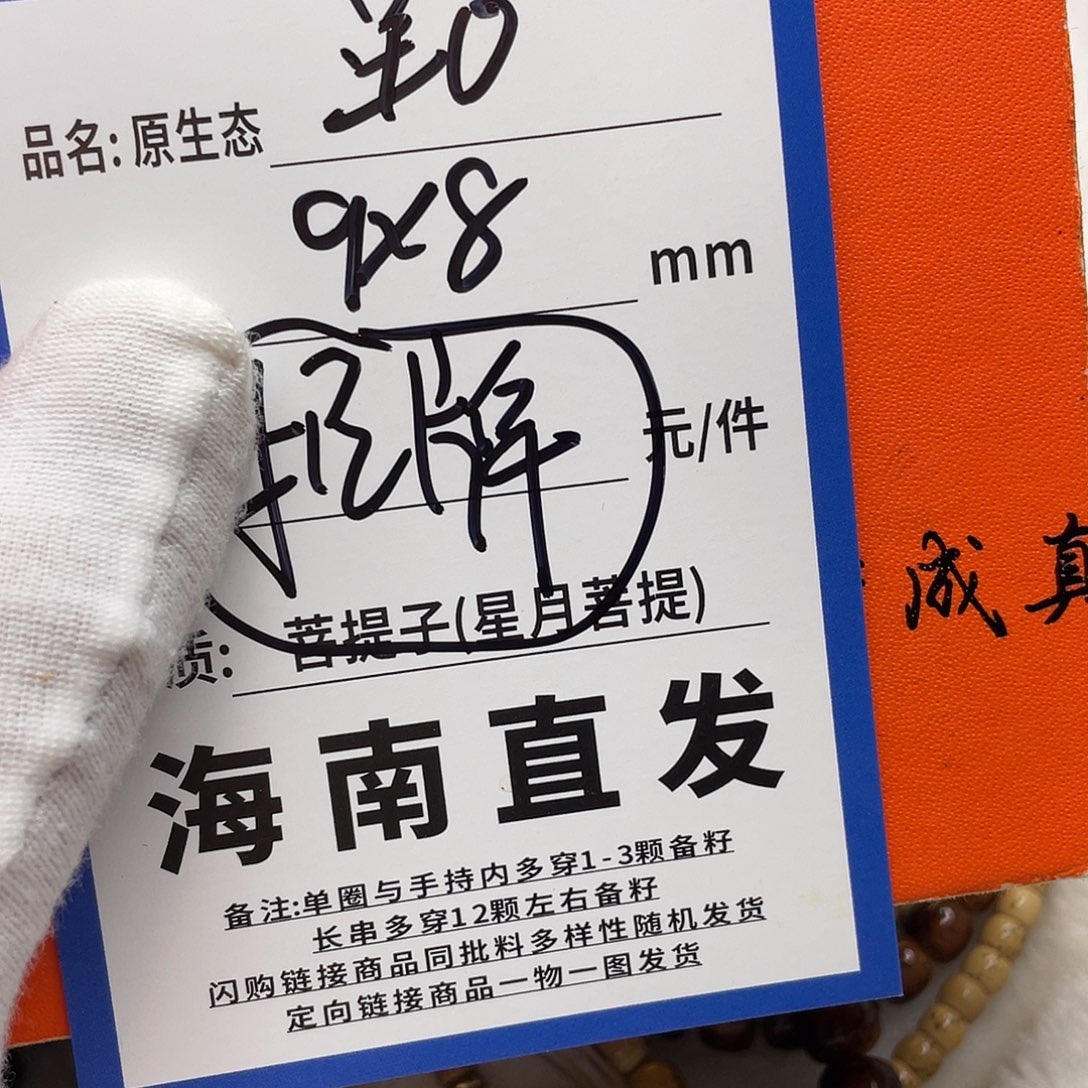 品名: 原生态
9x8 mm
招牌 元/件
质: 菩提子(星月菩提)
海南直发
备注:单圈与手持内多穿1-3颗备籽
长串多穿12颗左右备籽
闪购链接商品同批料多样性随机发货
定向链接商品一物一图发货
成真